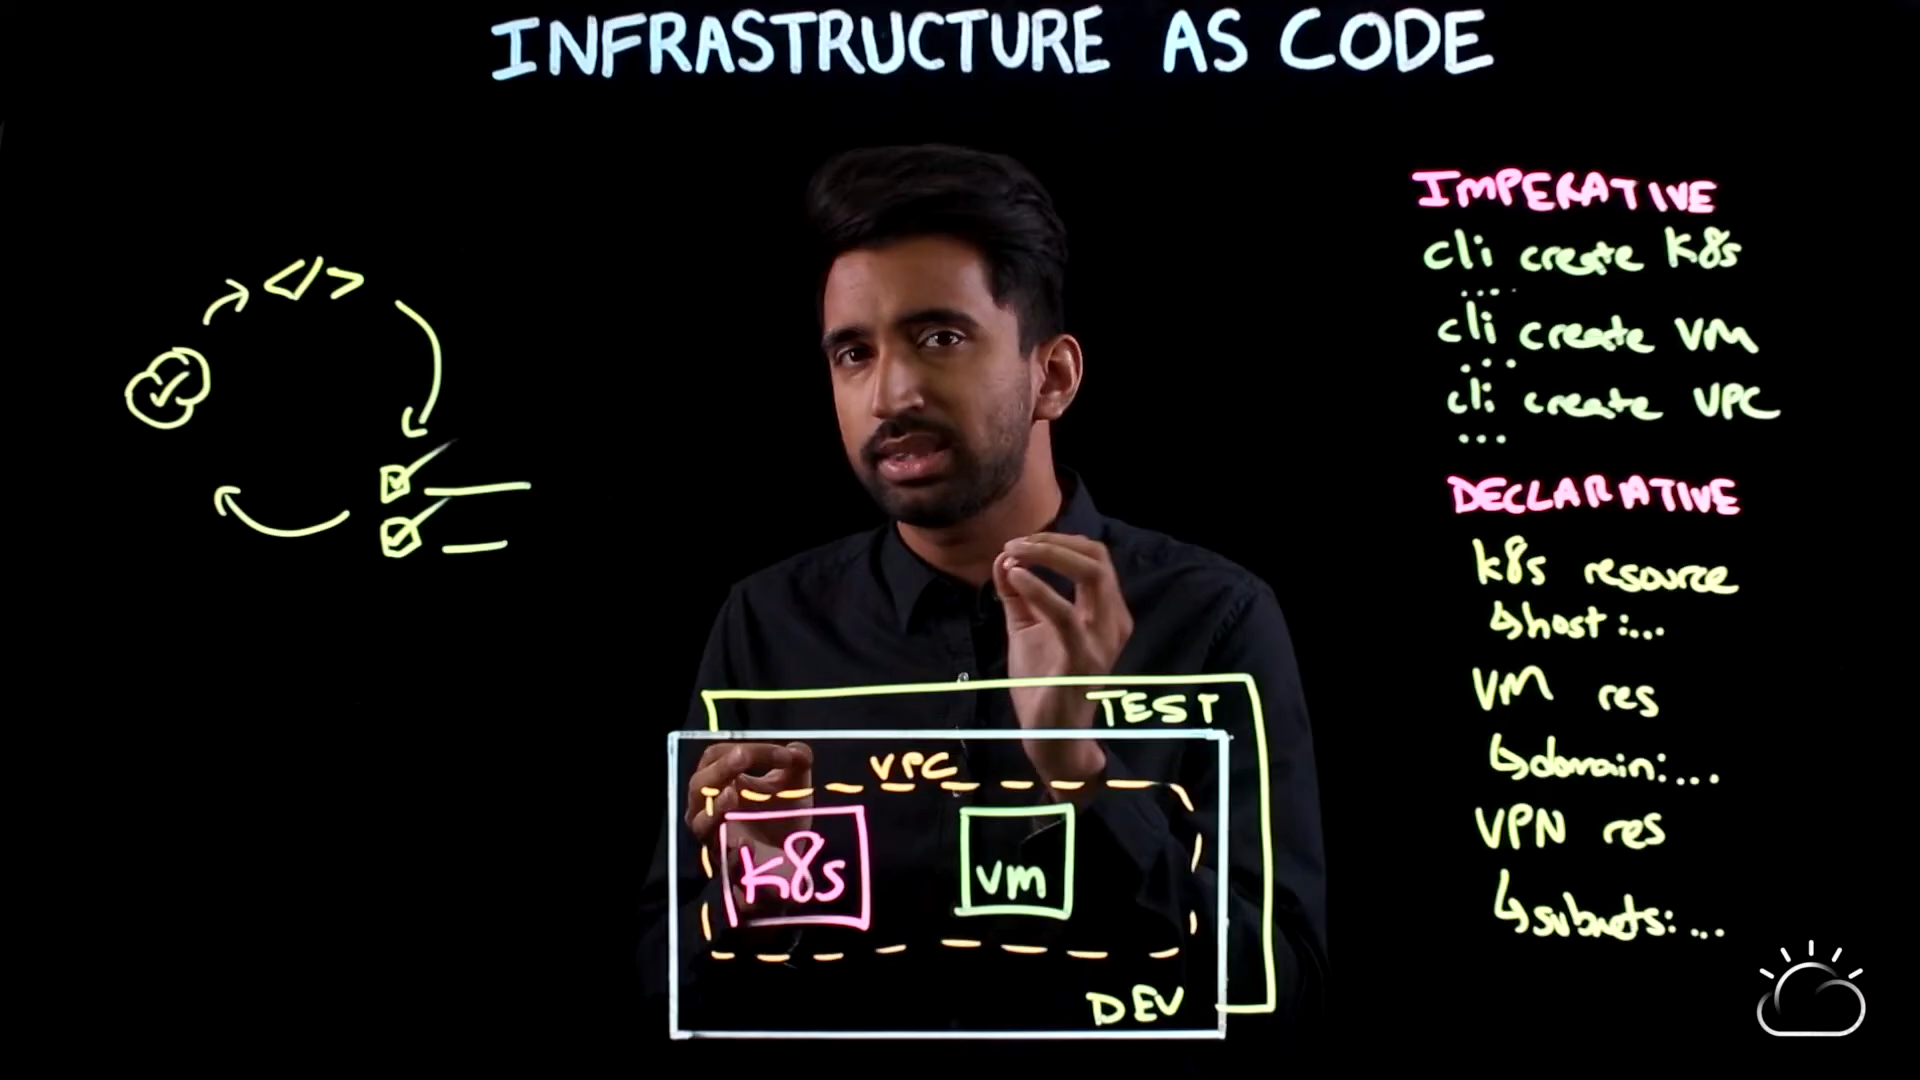 INFRASTRUCTURE AS CODE
</>
IMPERATIVE
cli create k8s
...
cli create VM
...
cli create VPC
...
DECLARATIVE
k8s resource
↳host:...
VM res
↳domain:...
VPN res
↳subnets:...
TEST
VPC
k8s
vm
DEV